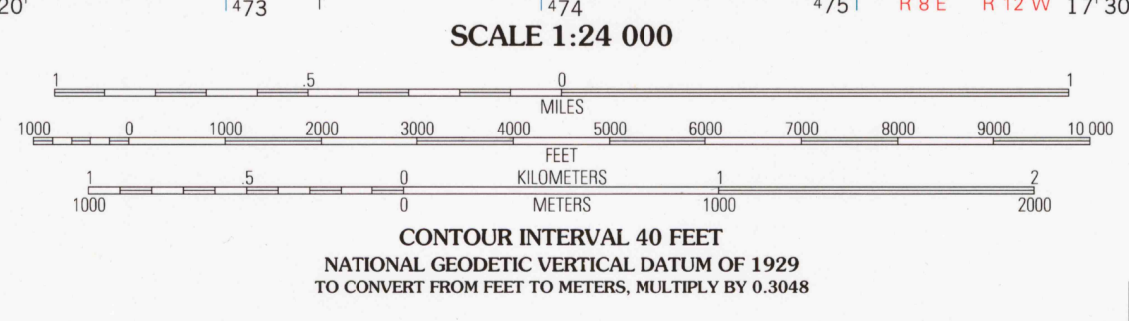 20' 473 474 475 R 8 E R 12 W 17'30
SCALE 1:24 000
1 .5 0 1
MILES
1000 0 1000 2000 3000 4000 5000 6000 7000 8000 9000 10 000
FEET
1 .5 0 KILOMETERS 1 2
1000 0 METERS 1000 2000
CONTOUR INTERVAL 40 FEET
NATIONAL GEODETIC VERTICAL DATUM OF 1929
TO CONVERT FROM FEET TO METERS, MULTIPLY BY 0.3048